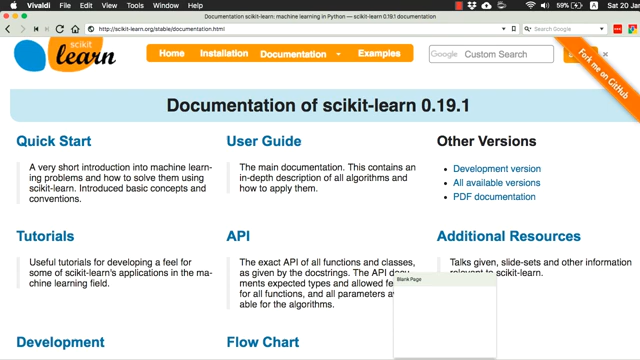 Vivaldi File Edit View Bookmarks Mail Tools Window Help 59% Sat 20 Jan
Documentation scikit-learn: machine learning in Python — scikit-learn 0.19.1 documentation
http://scikit-learn.org/stable/documentation.html
Search Google
scikit
learn
Home Installation Documentation Examples
Google Custom Search
Fork me on GitHub
Documentation of scikit-learn 0.19.1
Quick Start
A very short introduction into machine learn-
ing problems and how to solve them using
scikit-learn. Introduced basic concepts and
conventions.
User Guide
The main documentation. This contains an
in-depth description of all algorithms and
how to apply them.
Other Versions
Development version
All available versions
PDF documentation
Tutorials
Useful tutorials for developing a feel for
some of scikit-learn's applications in the ma-
chine learning field.
API
The exact API of all functions and classes,
as given by the docstrings. The API docu-
ments expected types and allowed fe
for all functions, and all parameters av
able for the algorithms.
Additional Resources
Talks given, slide-sets and other information
relevant to scikit-learn.
Blank Page
Development
Flow Chart